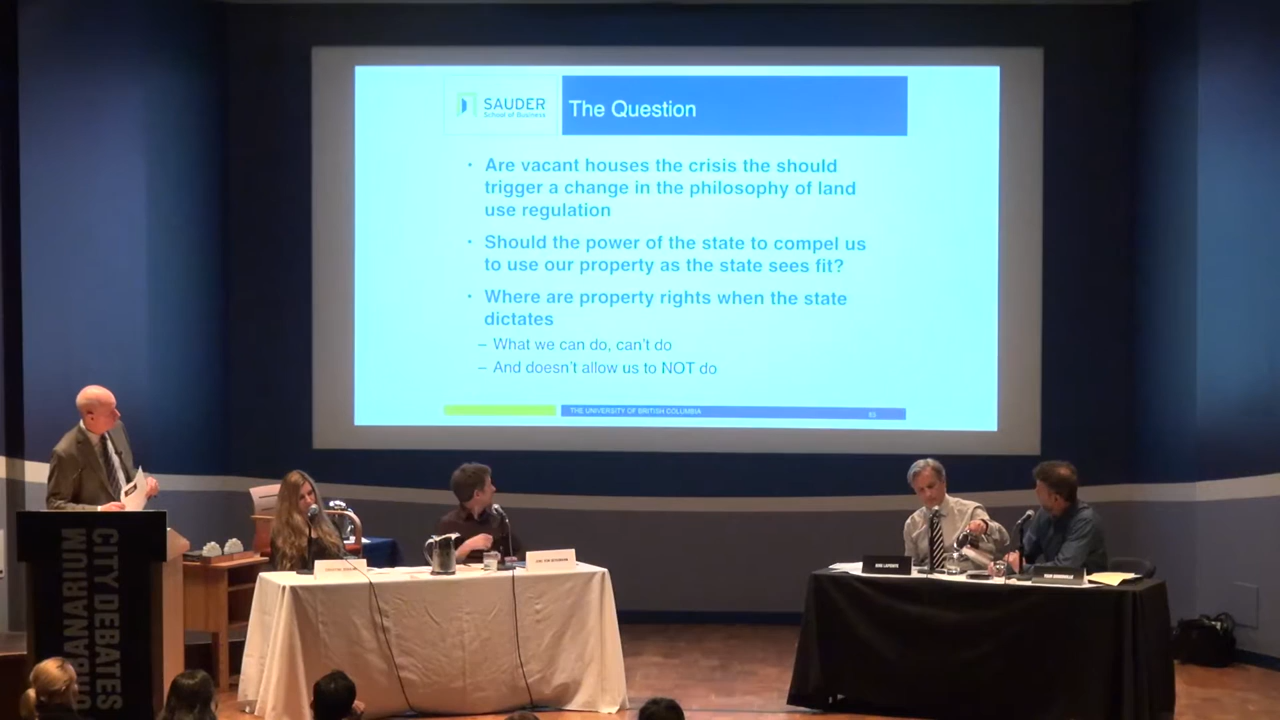 SAUDER
School of Business
The Question
• Are vacant houses the crisis the should
trigger a change in the philosophy of land
use regulation
• Should the power of the state to compel us
to use our property as the state sees fit?
• Where are property rights when the state
dictates
– What we can do, can't do
– And doesn't allow us to NOT do
THE UNIVERSITY OF BRITISH COLUMBIA
URBANARIUM
CITY DEBATES